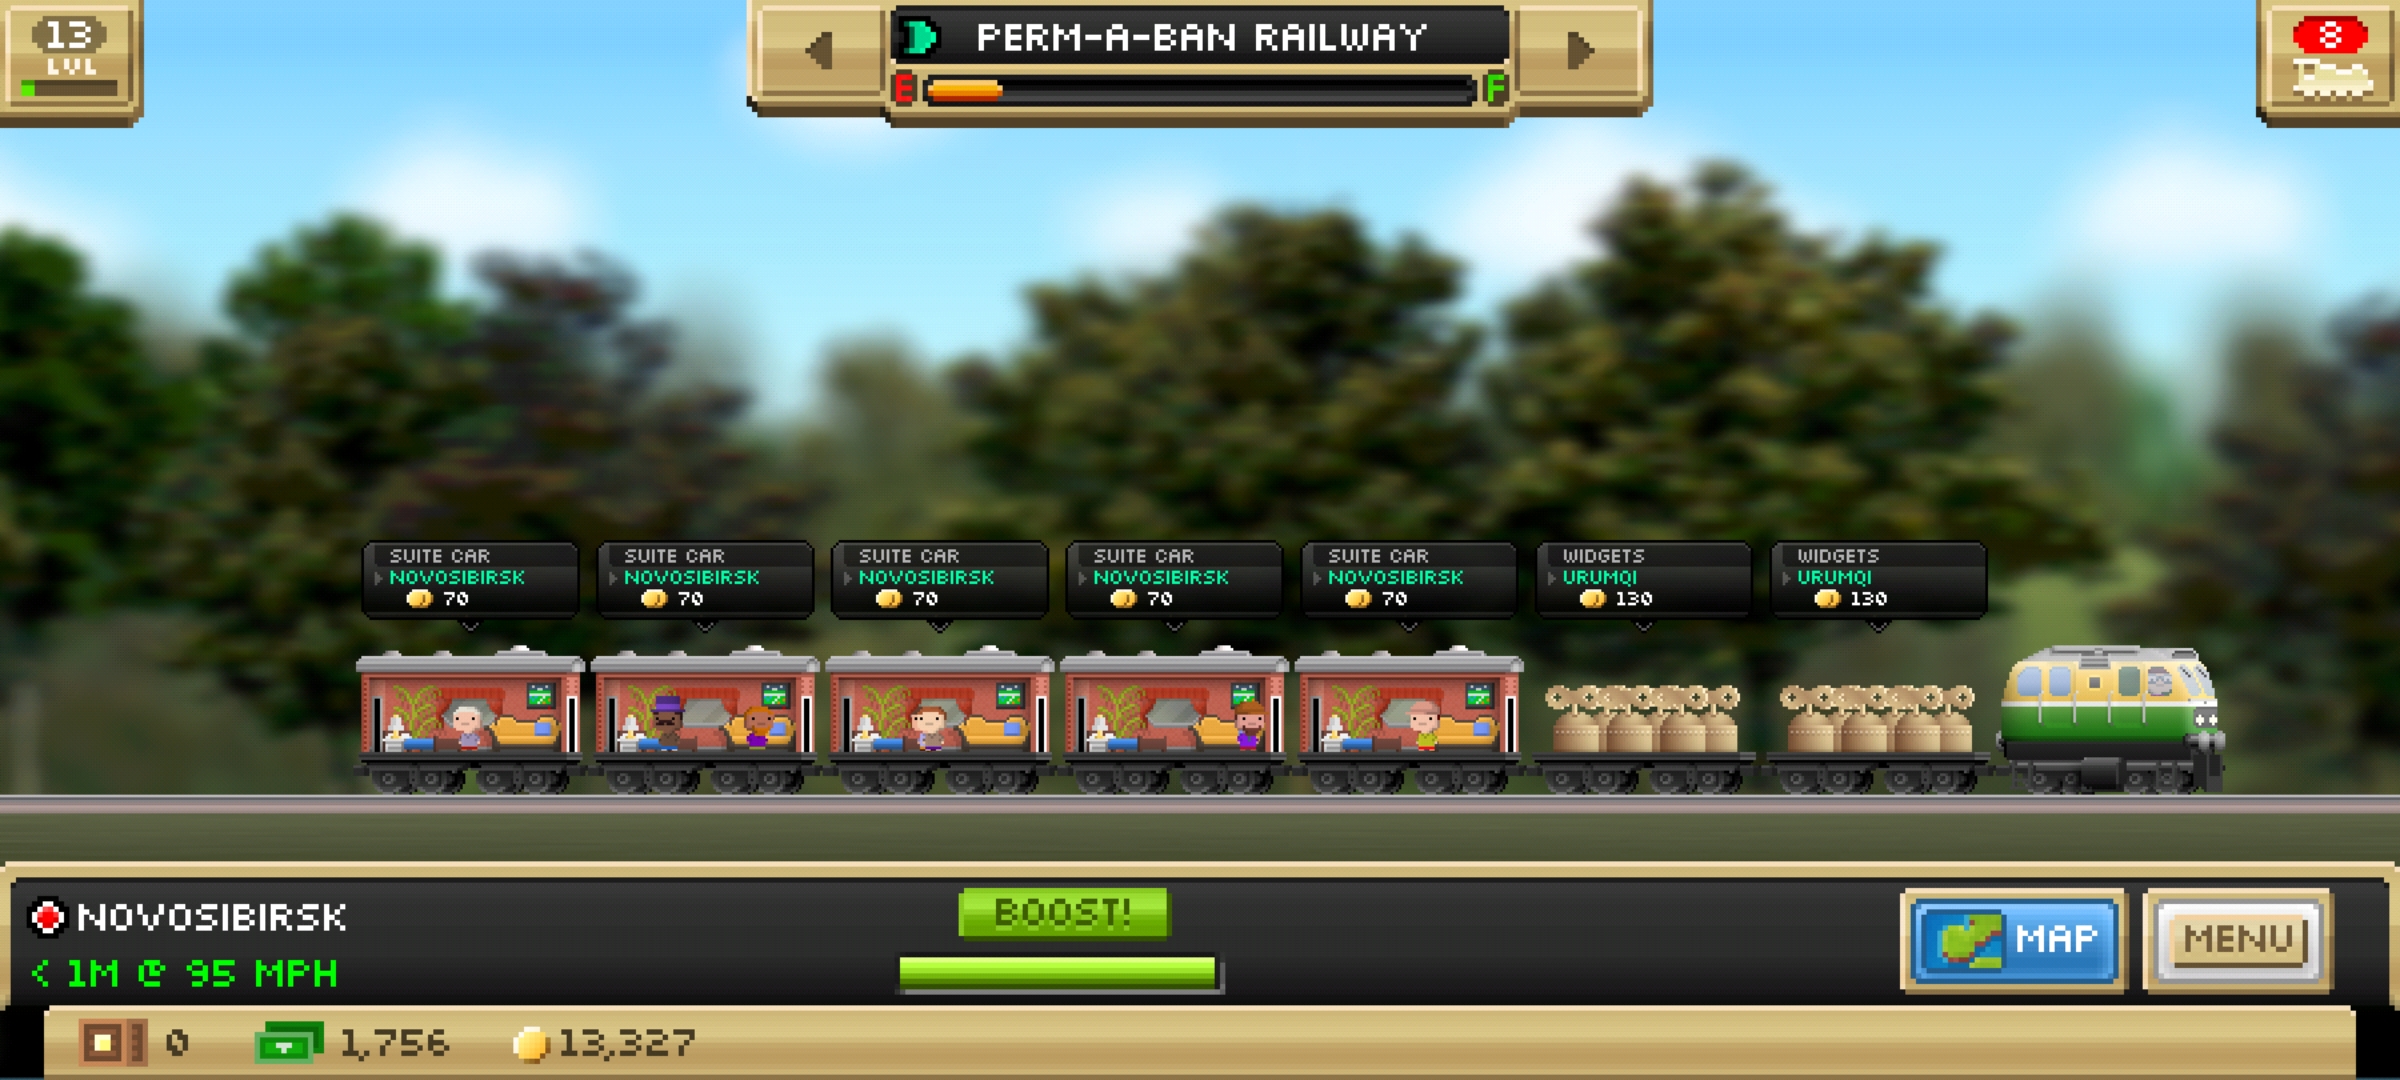 13
LVL
PERM-A-BAN RAILWAY
E
F
8
SUITE CAR
NOVOSIBIRSK
70
SUITE CAR
NOVOSIBIRSK
70
SUITE CAR
NOVOSIBIRSK
70
SUITE CAR
NOVOSIBIRSK
70
SUITE CAR
NOVOSIBIRSK
70
WIDGETS
URUMQI
130
WIDGETS
URUMQI
130
NOVOSIBIRSK
< 1M @ 95 MPH
BOOST!
MAP
MENU
0
1,756
13,327